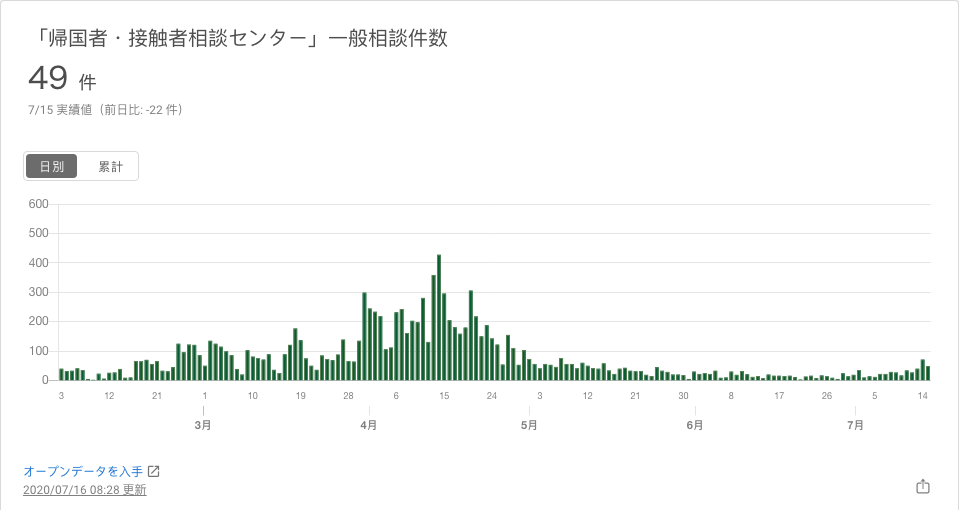 「帰国者・接触者相談センター」一般相談件数
49 件
7/15 実績値（前日比: -22 件）
日別 累計
600
500
400
300
200
100
0
3 12 21 1 10 19 28 6 15 24 3 12 21 30 8 17 26 5 14
3月 4月 5月 6月 7月
オープンデータを入手
2020/07/16 08:28 更新